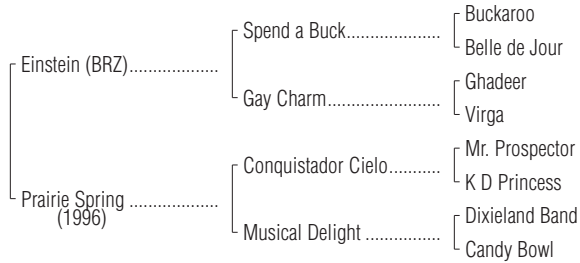 Buckaroo
Spend a Buck....................
Belle de Jour
Einstein (BRZ)...................
Ghadeer
Gay Charm........................
Virga
Mr. Prospector
Conquistador Cielo...........
K D Princess
Prairie Spring ...................
(1996)
Dixieland Band
Musical Delight ................
Candy Bowl